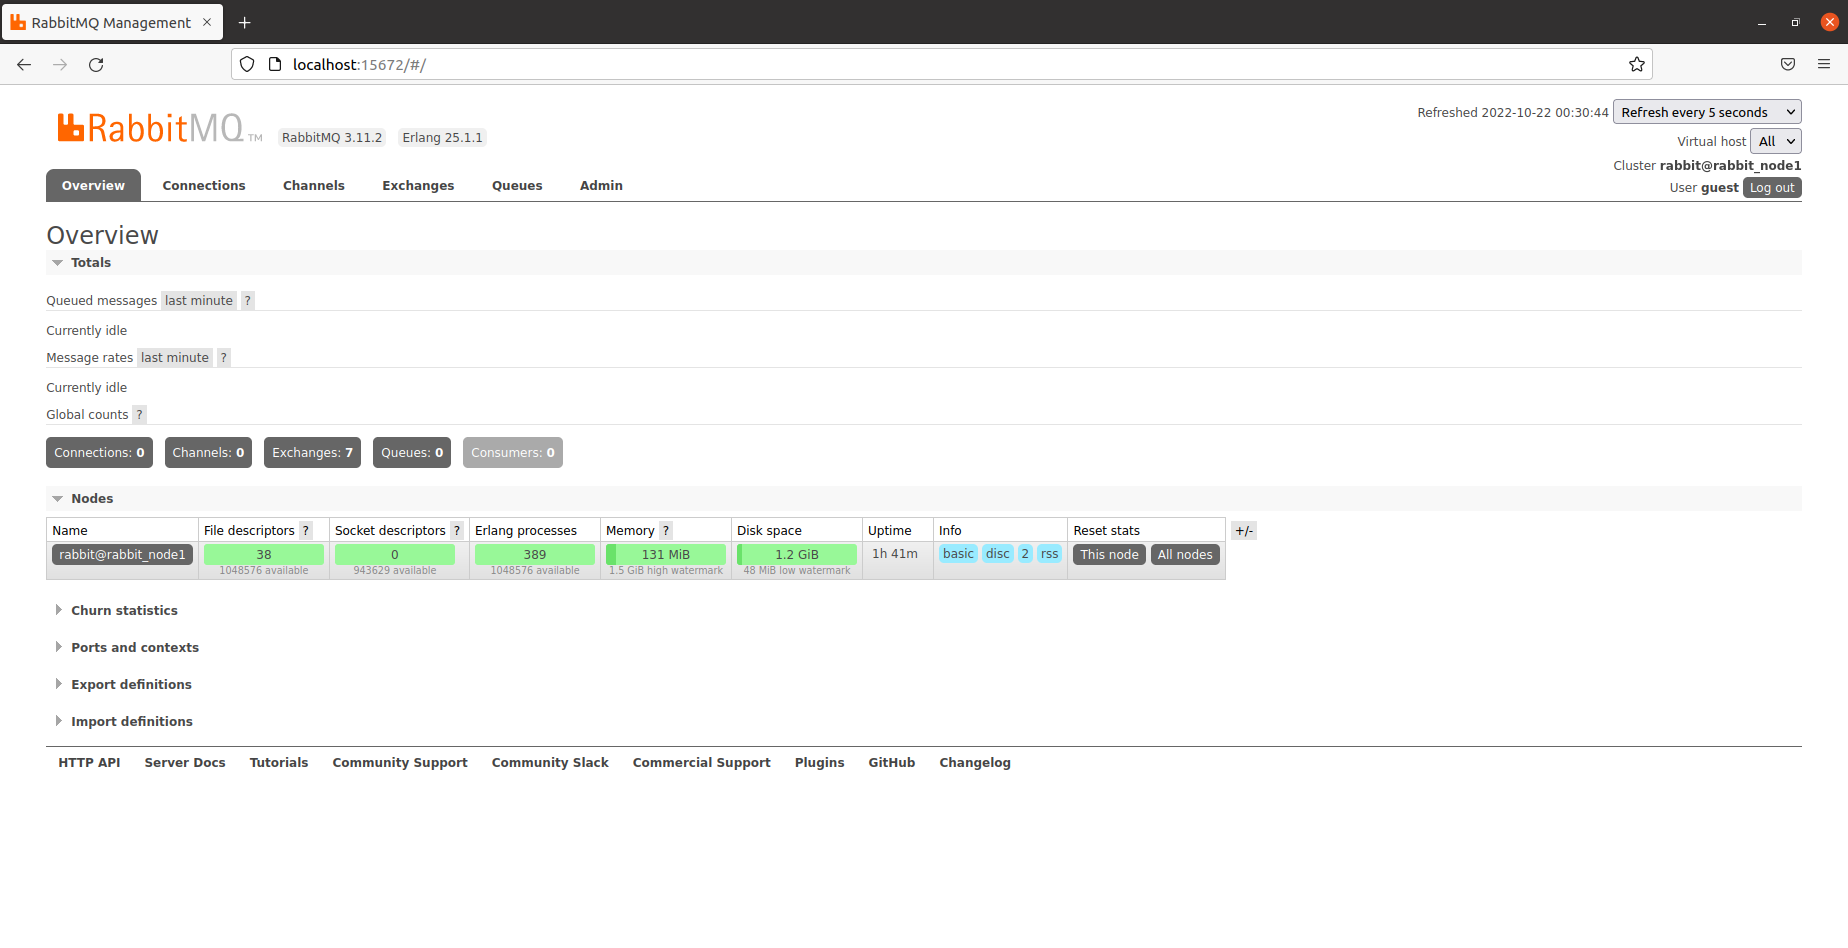 RabbitMQ Management
localhost:15672/#/
RabbitMQ TM RabbitMQ 3.11.2 Erlang 25.1.1
Refreshed 2022-10-22 00:30:44 Refresh every 5 seconds
Virtual host All
Cluster rabbit@rabbit_node1
User guest Log out
Overview Connections Channels Exchanges Queues Admin
Overview
Totals
Queued messages last minute ?
Currently idle
Message rates last minute ?
Currently idle
Global counts ?
Connections: 0 Channels: 0 Exchanges: 7 Queues: 0 Consumers: 0
Nodes
Name File descriptors ? Socket descriptors ? Erlang processes Memory ? Disk space Uptime Info Reset stats +/-
rabbit@rabbit_node1 38 0 389 131 MiB 1.2 GiB 1h 41m basic disc 2 rss This node All nodes
1048576 available 943629 available 1048576 available 1.5 GiB high watermark 48 MiB low watermark
Churn statistics
Ports and contexts
Export definitions
Import definitions
HTTP API Server Docs Tutorials Community Support Community Slack Commercial Support Plugins GitHub Changelog